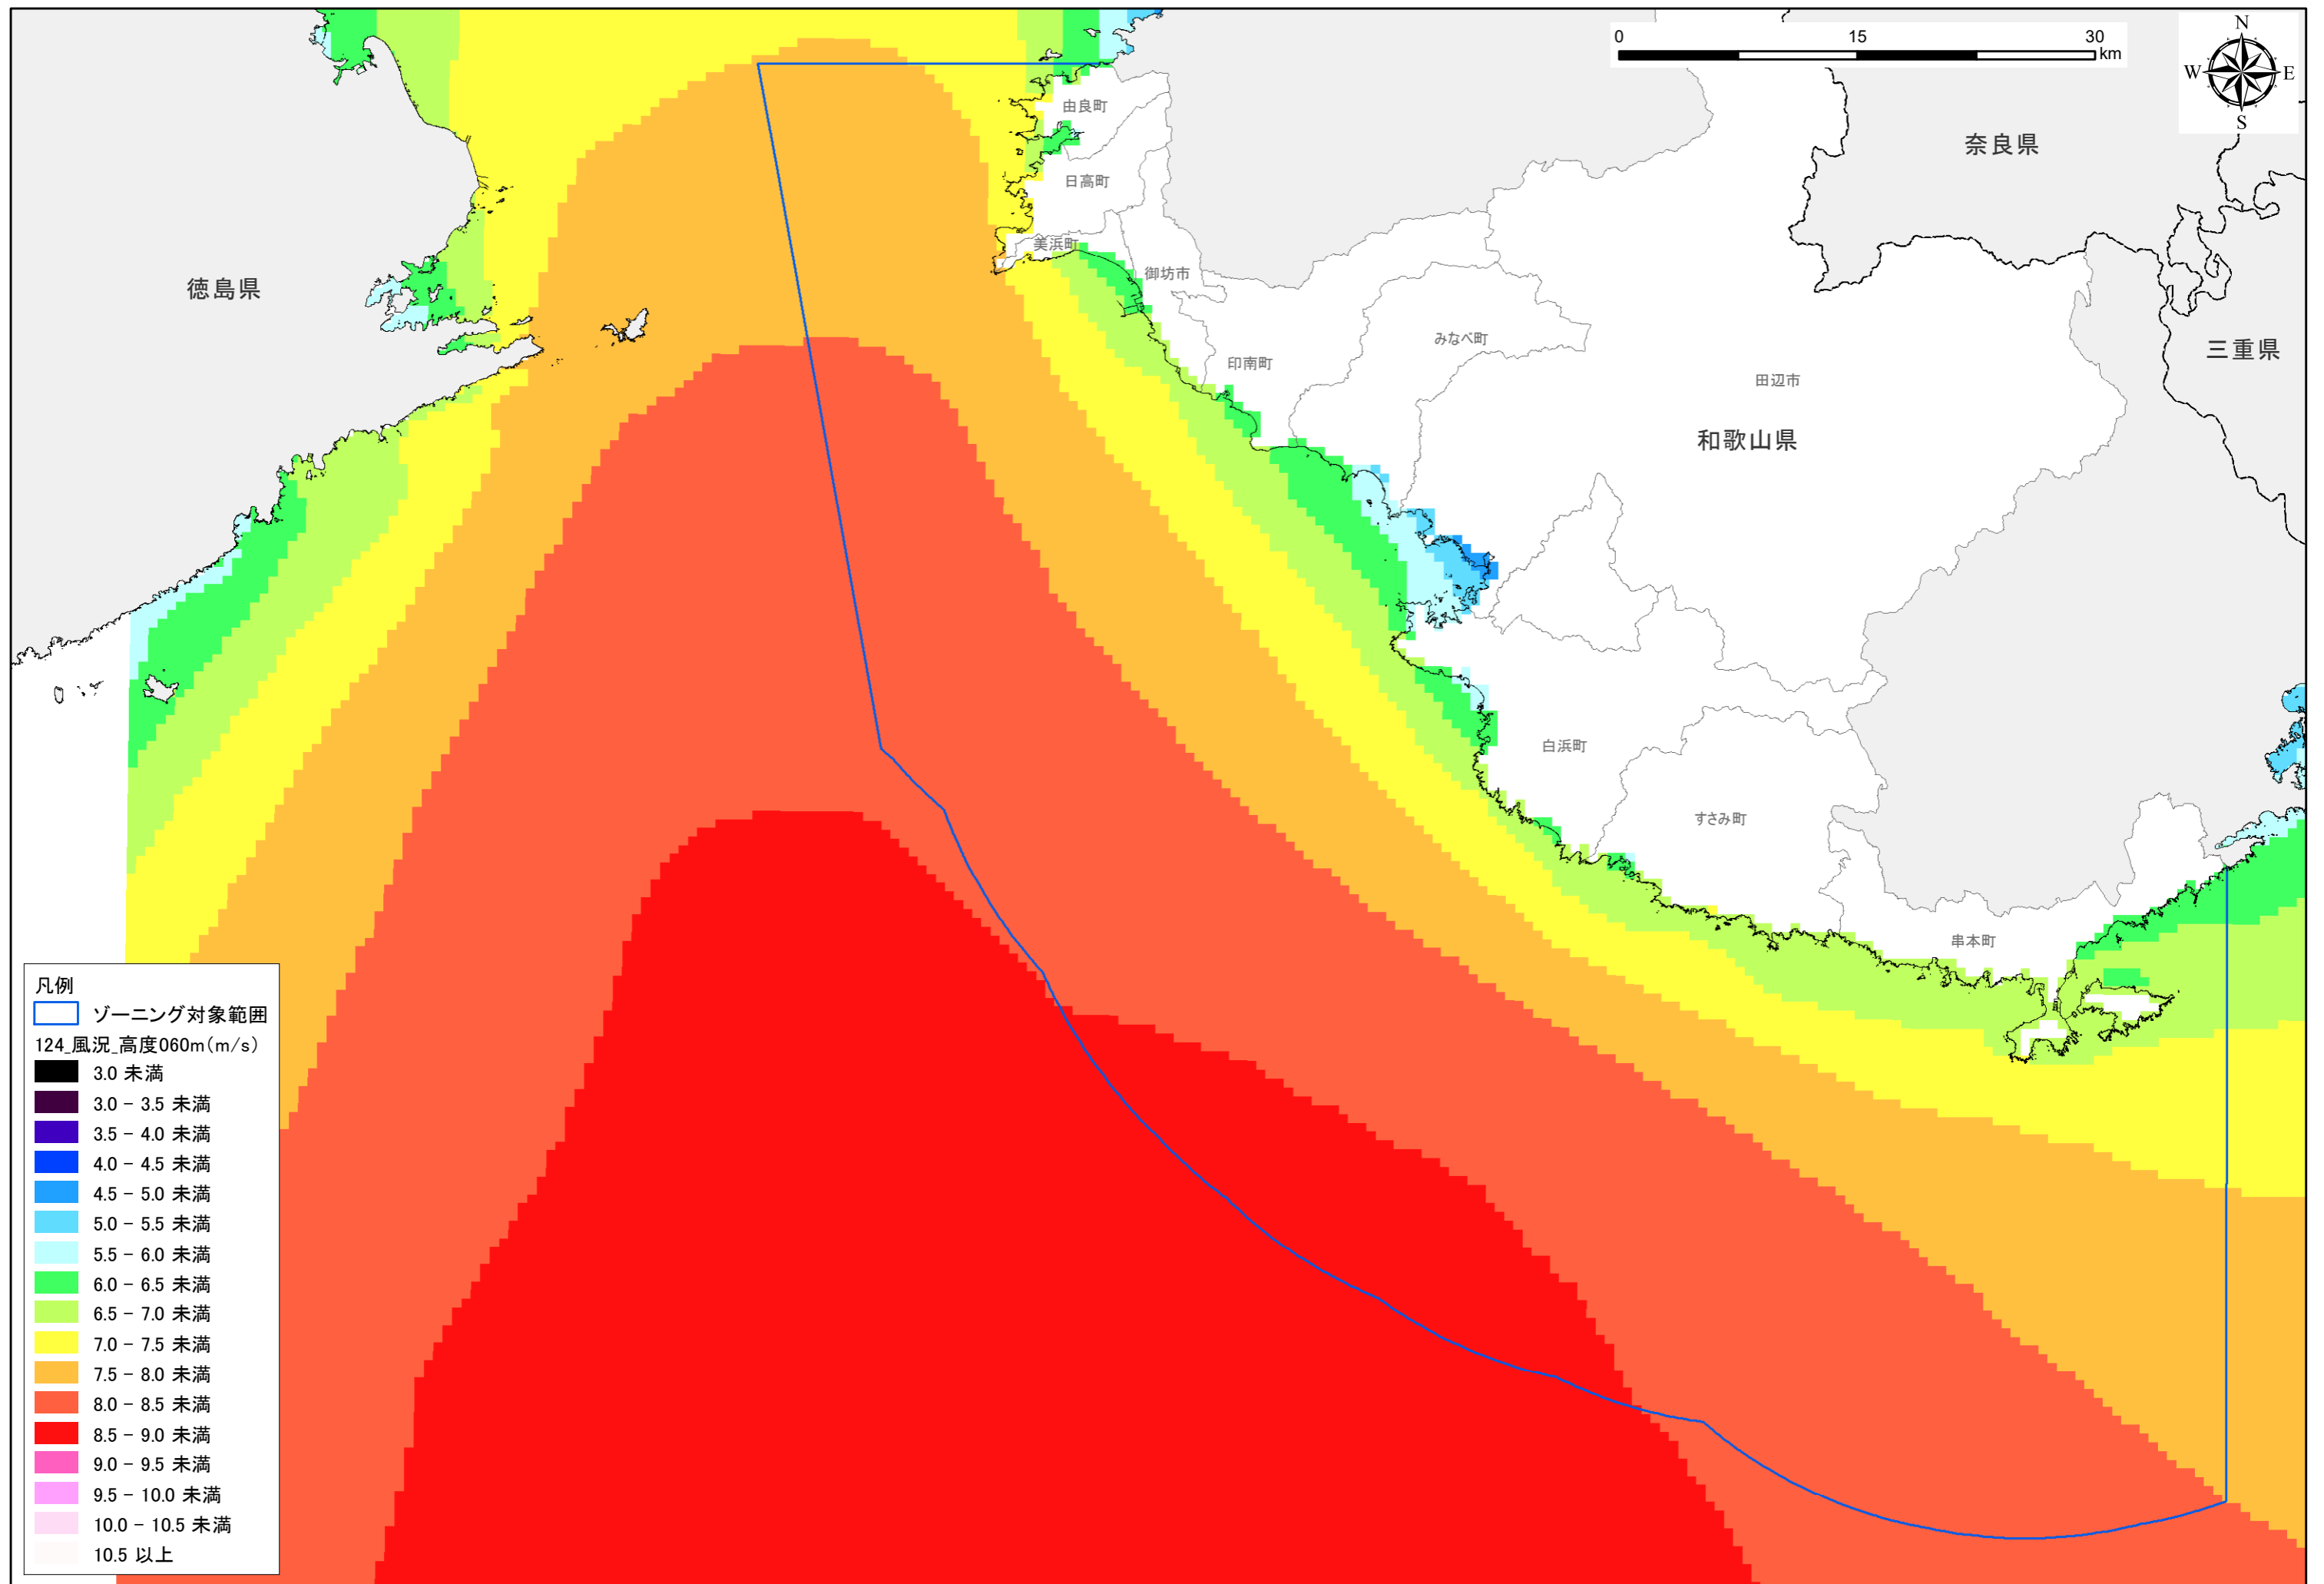 0 15 30
km
N
W E
S
由良町
奈良県
日高町
美浜町
御坊市
徳島県
みなべ町
三重県
印南町
田辺市
和歌山県
白浜町
すさみ町
串本町
凡例
ゾーニング対象範囲
124_風況_高度060m(m/s)
3.0 未満
3.0 - 3.5 未満
3.5 - 4.0 未満
4.0 - 4.5 未満
4.5 - 5.0 未満
5.0 - 5.5 未満
5.5 - 6.0 未満
6.0 - 6.5 未満
6.5 - 7.0 未満
7.0 - 7.5 未満
7.5 - 8.0 未満
8.0 - 8.5 未満
8.5 - 9.0 未満
9.0 - 9.5 未満
9.5 - 10.0 未満
10.0 - 10.5 未満
10.5 以上